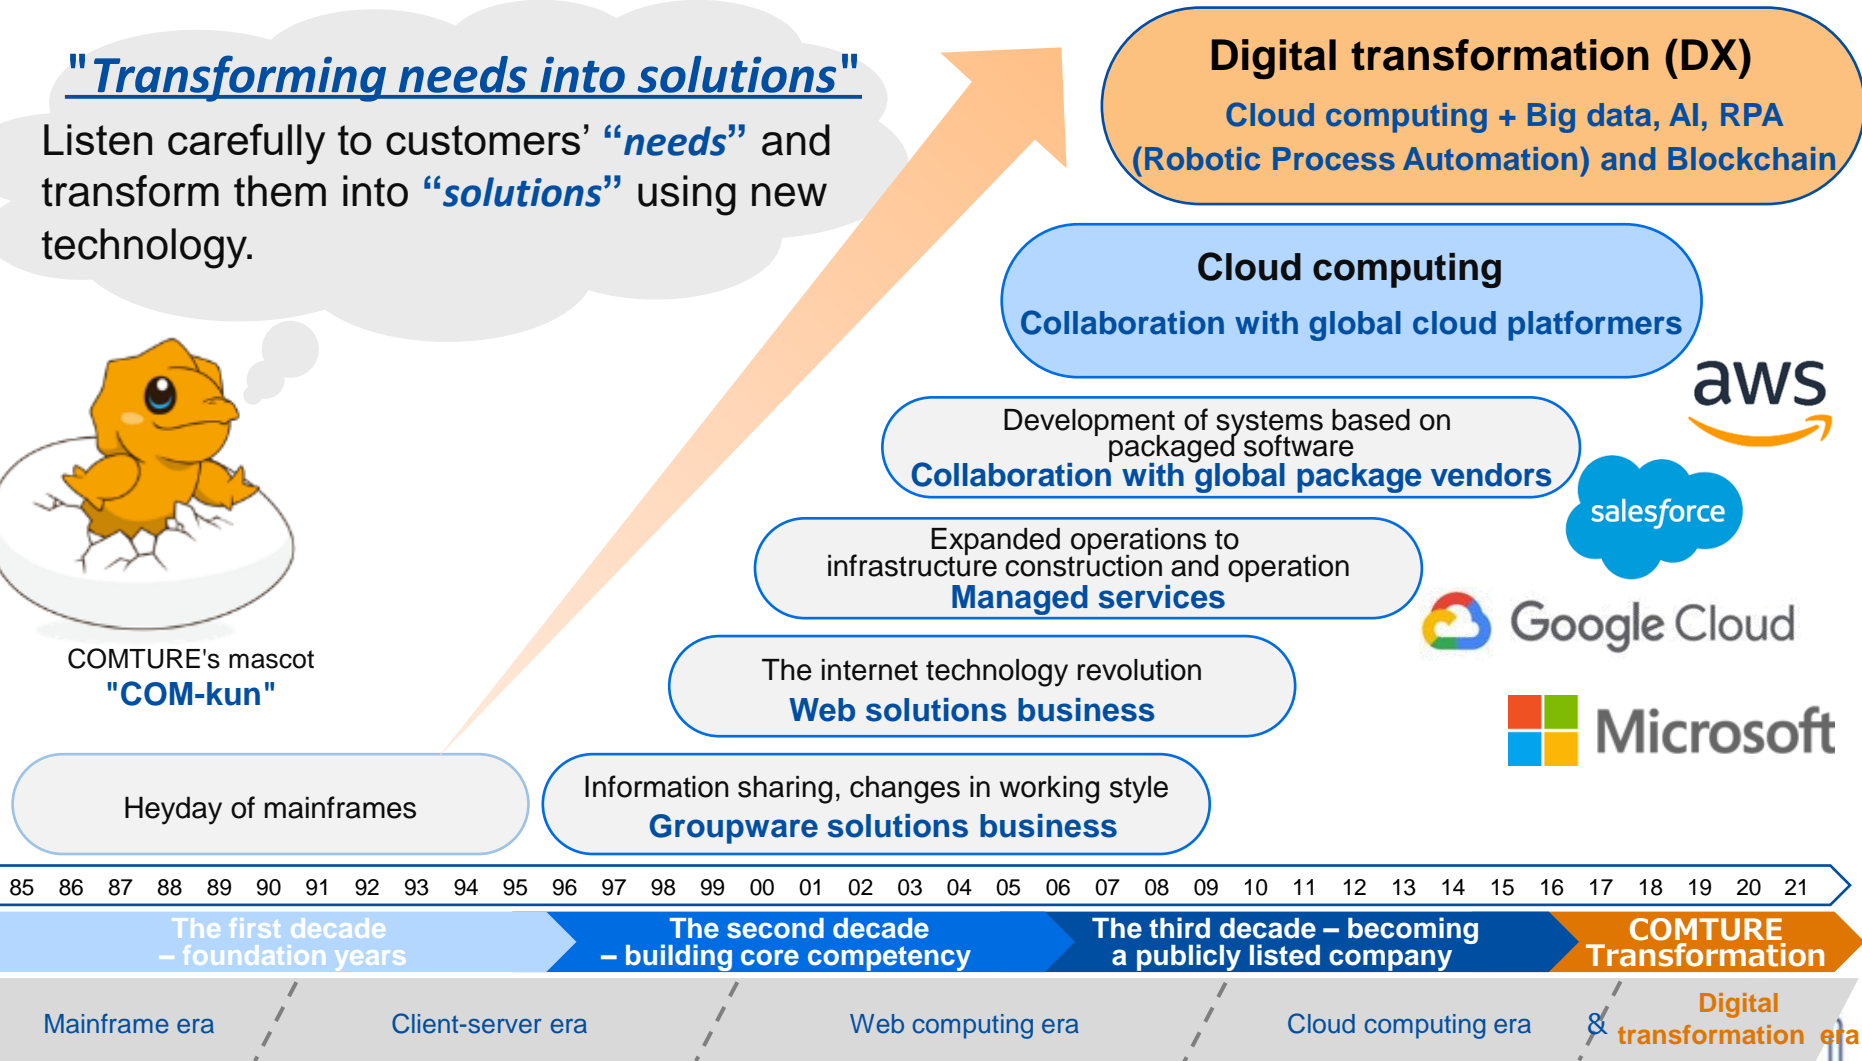 "Transforming needs into solutions"
Listen carefully to customers’ “needs” and
transform them into “solutions” using new
technology.
COMTURE's mascot
"COM-kun"
Digital transformation (DX)
Cloud computing + Big data, AI, RPA
(Robotic Process Automation) and Blockchain
Cloud computing
Collaboration with global cloud platformers
aws
Development of systems based on
packaged software
Collaboration with global package vendors
salesforce
Expanded operations to
infrastructure construction and operation
Managed services
Google Cloud
The internet technology revolution
Web solutions business
Microsoft
Heyday of mainframes
Information sharing, changes in working style
Groupware solutions business
85 86 87 88 89 90 91 92 93 94 95 96 97 98 99 00 01 02 03 04 05 06 07 08 09 10 11 12 13 14 15 16 17 18 19 20 21
The first decade
– foundation years
The second decade
– building core competency
The third decade – becoming
a publicly listed company
COMTURE
Transformation
Mainframe era
Client-server era
Web computing era
Cloud computing era
&
Digital
transformation era